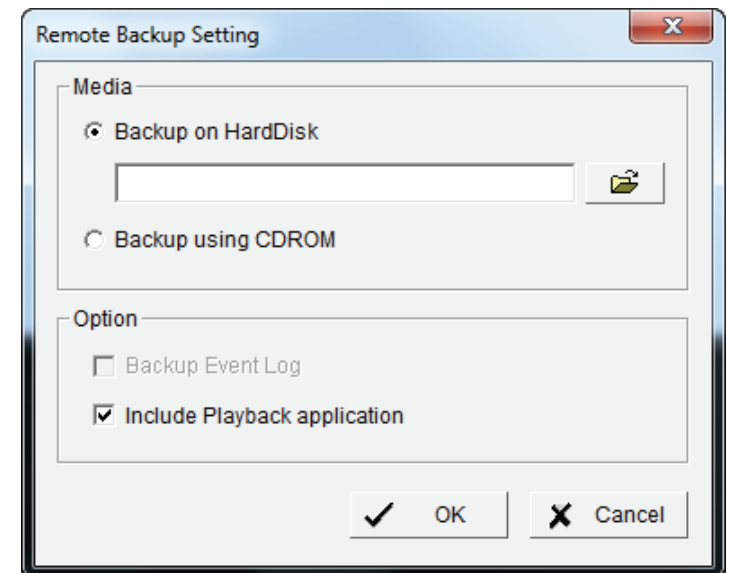 Remote Backup Setting
Media
Backup on HardDisk
Backup using CDROM
Option
Backup Event Log
Include Playback application
OK
Cancel